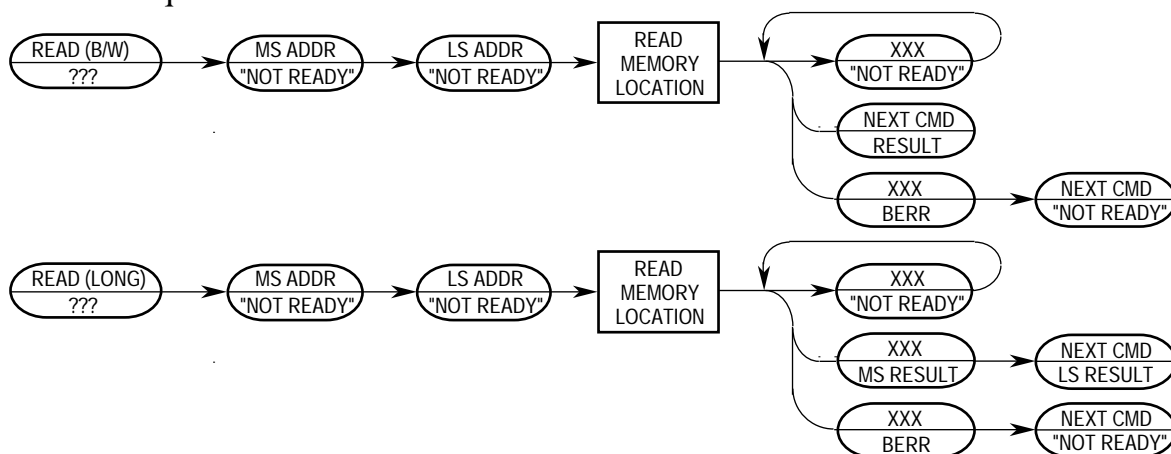 READ (B/W)
???
MS ADDR
"NOT READY"
LS ADDR
"NOT READY"
READ
MEMORY
LOCATION
XXX
"NOT READY"
NEXT CMD
RESULT
XXX
BERR
NEXT CMD
"NOT READY"
READ (LONG)
???
MS ADDR
"NOT READY"
LS ADDR
"NOT READY"
READ
MEMORY
LOCATION
XXX
"NOT READY"
XXX
MS RESULT
NEXT CMD
LS RESULT
XXX
BERR
NEXT CMD
"NOT READY"